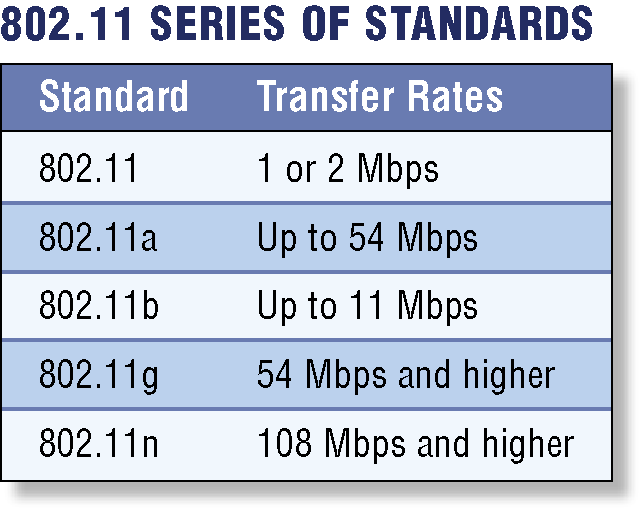 802.11 SERIES OF STANDARDS
Standard Transfer Rates
802.11 1 or 2 Mbps
802.11a Up to 54 Mbps
802.11b Up to 11 Mbps
802.11g 54 Mbps and higher
802.11n 108 Mbps and higher